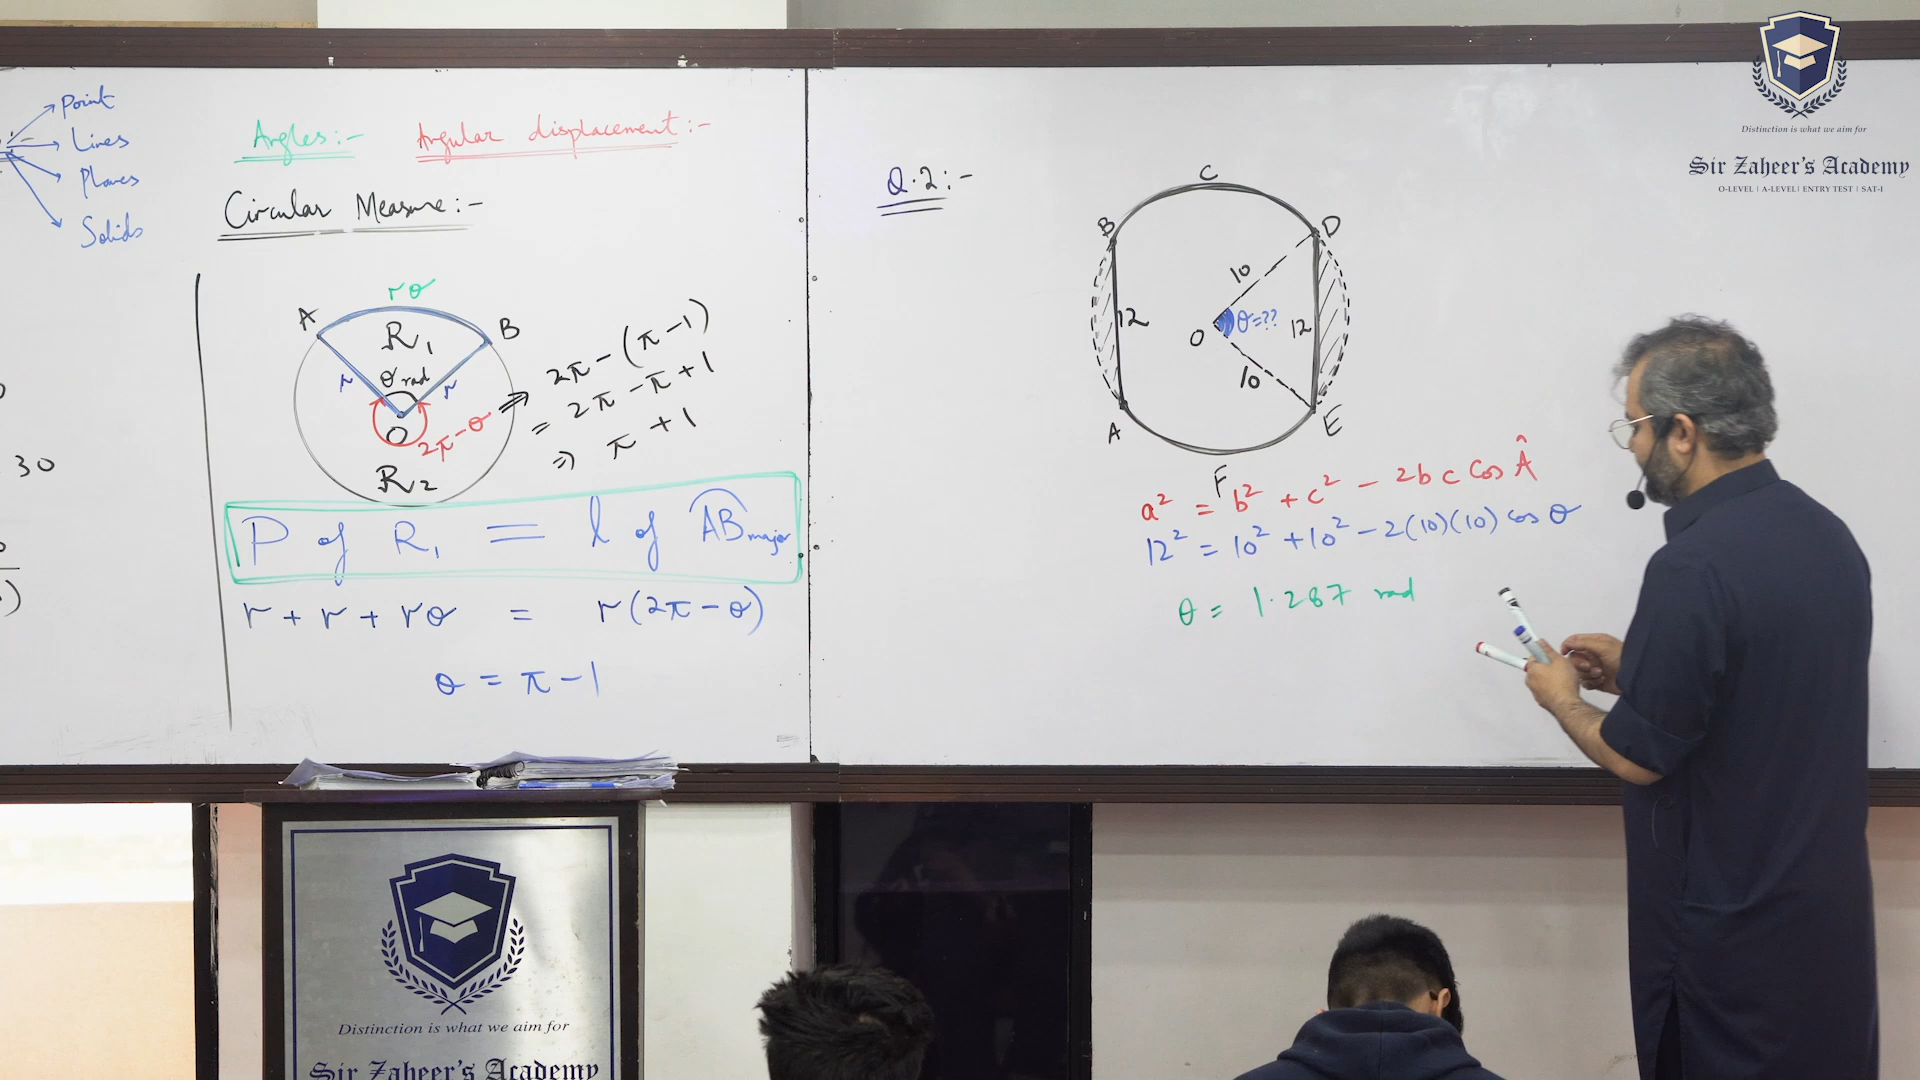 Point
Lines
Planes
Solids
30
Angles:-
Angular displacement:-
Circular Measure:-
rθ
A
B
R1
θ rad
r
r
O
2π-θ
R2
⇒ 2π-(π-1)
= 2π-π+1
⇒ π+1
P of R1 = l of AB major
r + r + rθ = r(2π-θ)
θ = π-1
Q.2:-
C
B
D
10
12
O
θ=??
12
10
A
E
F
a² = b² + c² - 2bc Cos Â
12² = 10² + 10² - 2(10)(10) cos θ
θ = 1.287 rad
Distinction is what we aim for
Sir Zaheer's Academy
O-LEVEL | A-LEVEL | ENTRY TEST | SAT-I
Distinction is what we aim for
Sir Zaheer's Academy